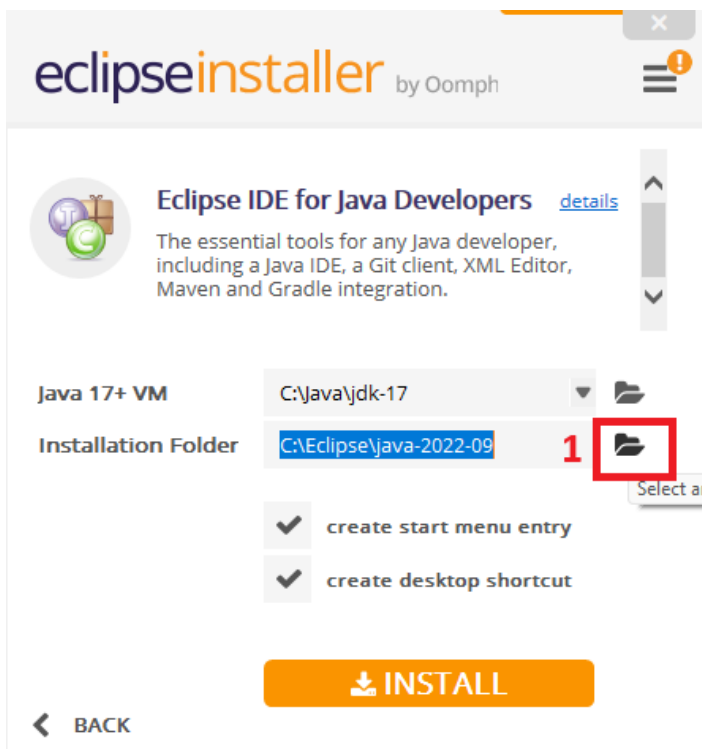 eclipseinstaller by Oomph
Eclipse IDE for Java Developers details
The essential tools for any Java developer,
including a Java IDE, a Git client, XML Editor,
Maven and Gradle integration.
Java 17+ VM C:\Java\jdk-17
Installation Folder C:\Eclipse\java-2022-09 1
Select
create start menu entry
create desktop shortcut
INSTALL
BACK